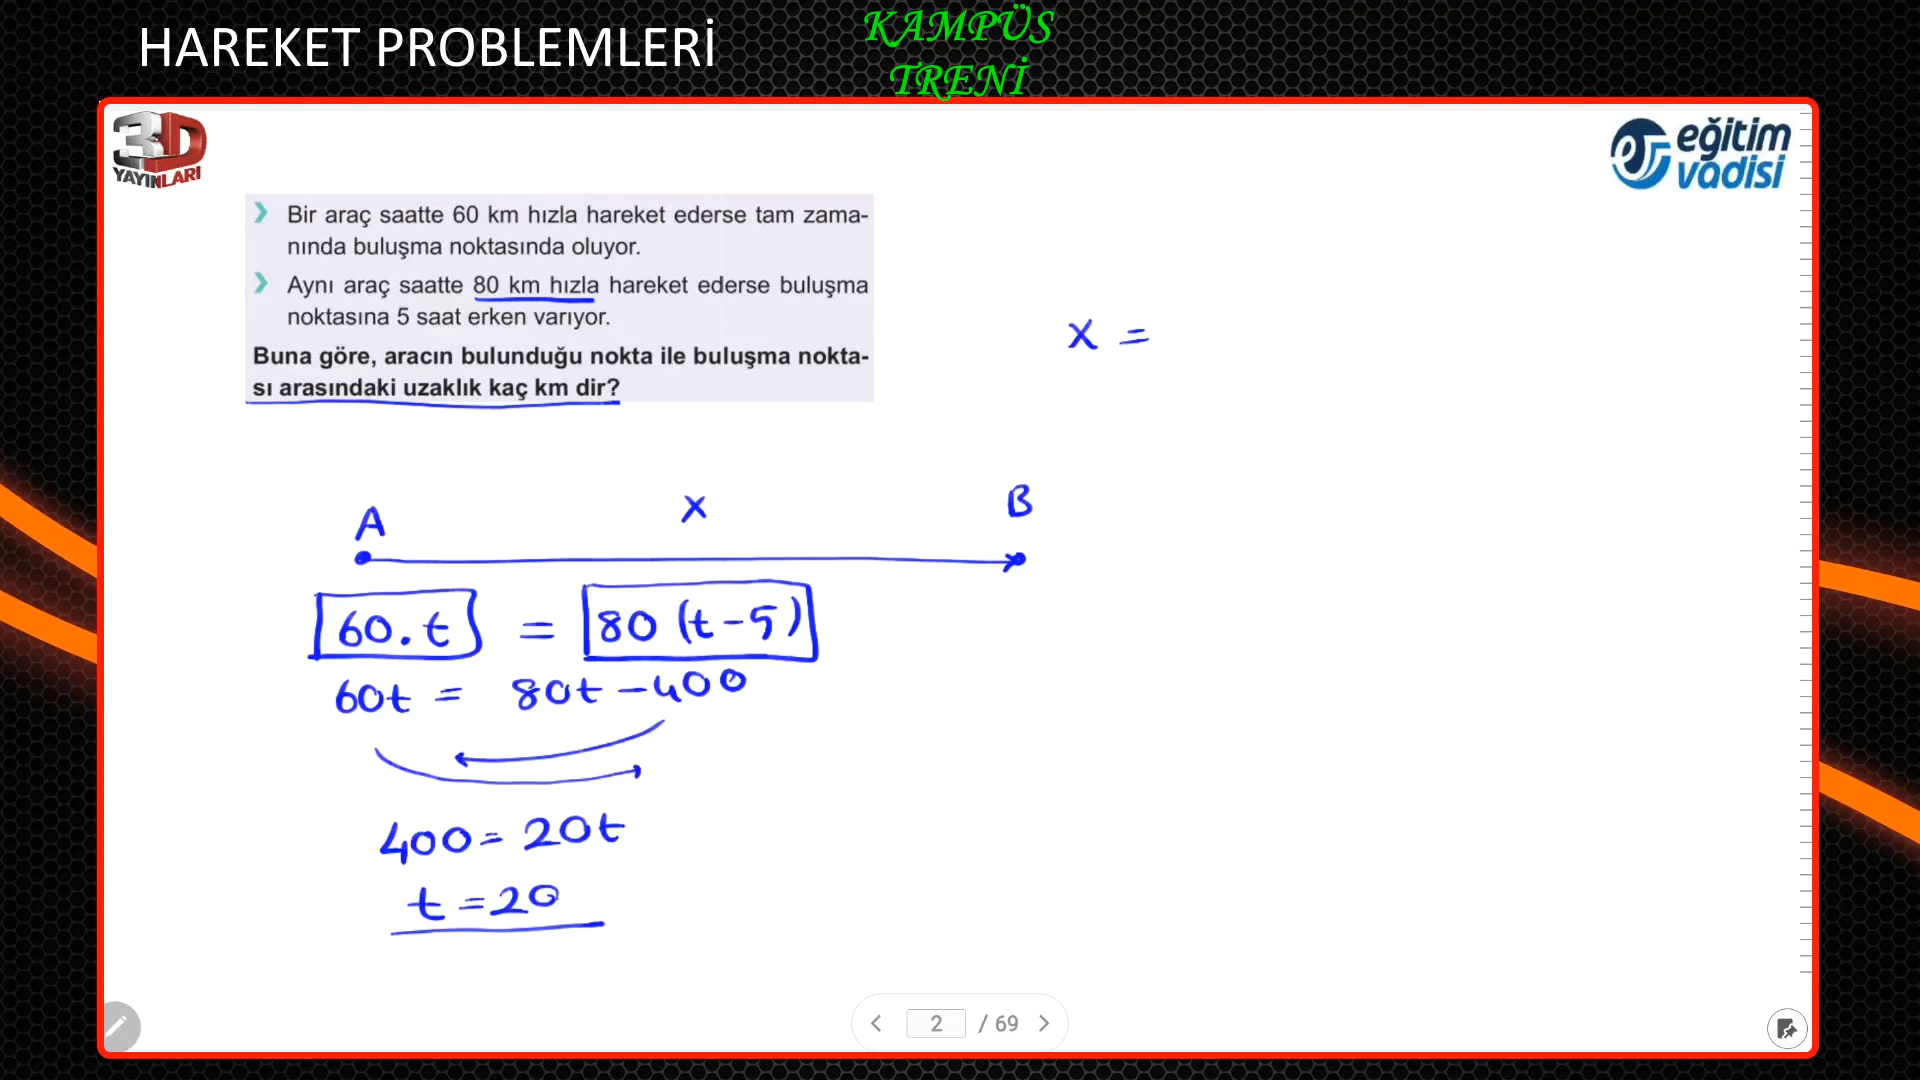 HAREKET PROBLEMLERİ
KAMPÜS
TRENİ
3D
YAYINLARI
eğitim
vadisi
Bir araç saatte 60 km hızla hareket ederse tam zama-
nında buluşma noktasında oluyor.
Aynı araç saatte 80 km hızla hareket ederse buluşma
noktasına 5 saat erken varıyor.
Buna göre, aracın bulunduğu nokta ile buluşma nokta-
sı arasındaki uzaklık kaç km dir?
x =
A x B
60.t = 80 (t-5)
60t = 80t - 400
400 = 20t
t = 20
2 / 69